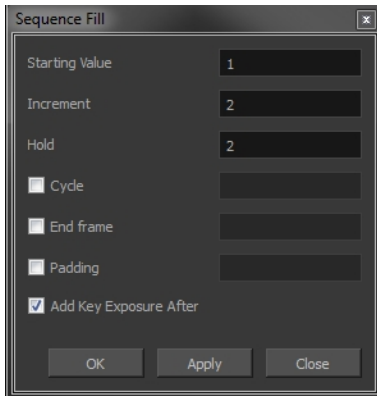 Sequence Fill
Starting Value 1
Increment 2
Hold 2
Cycle
End frame
Padding
Add Key Exposure After
OK Apply Close